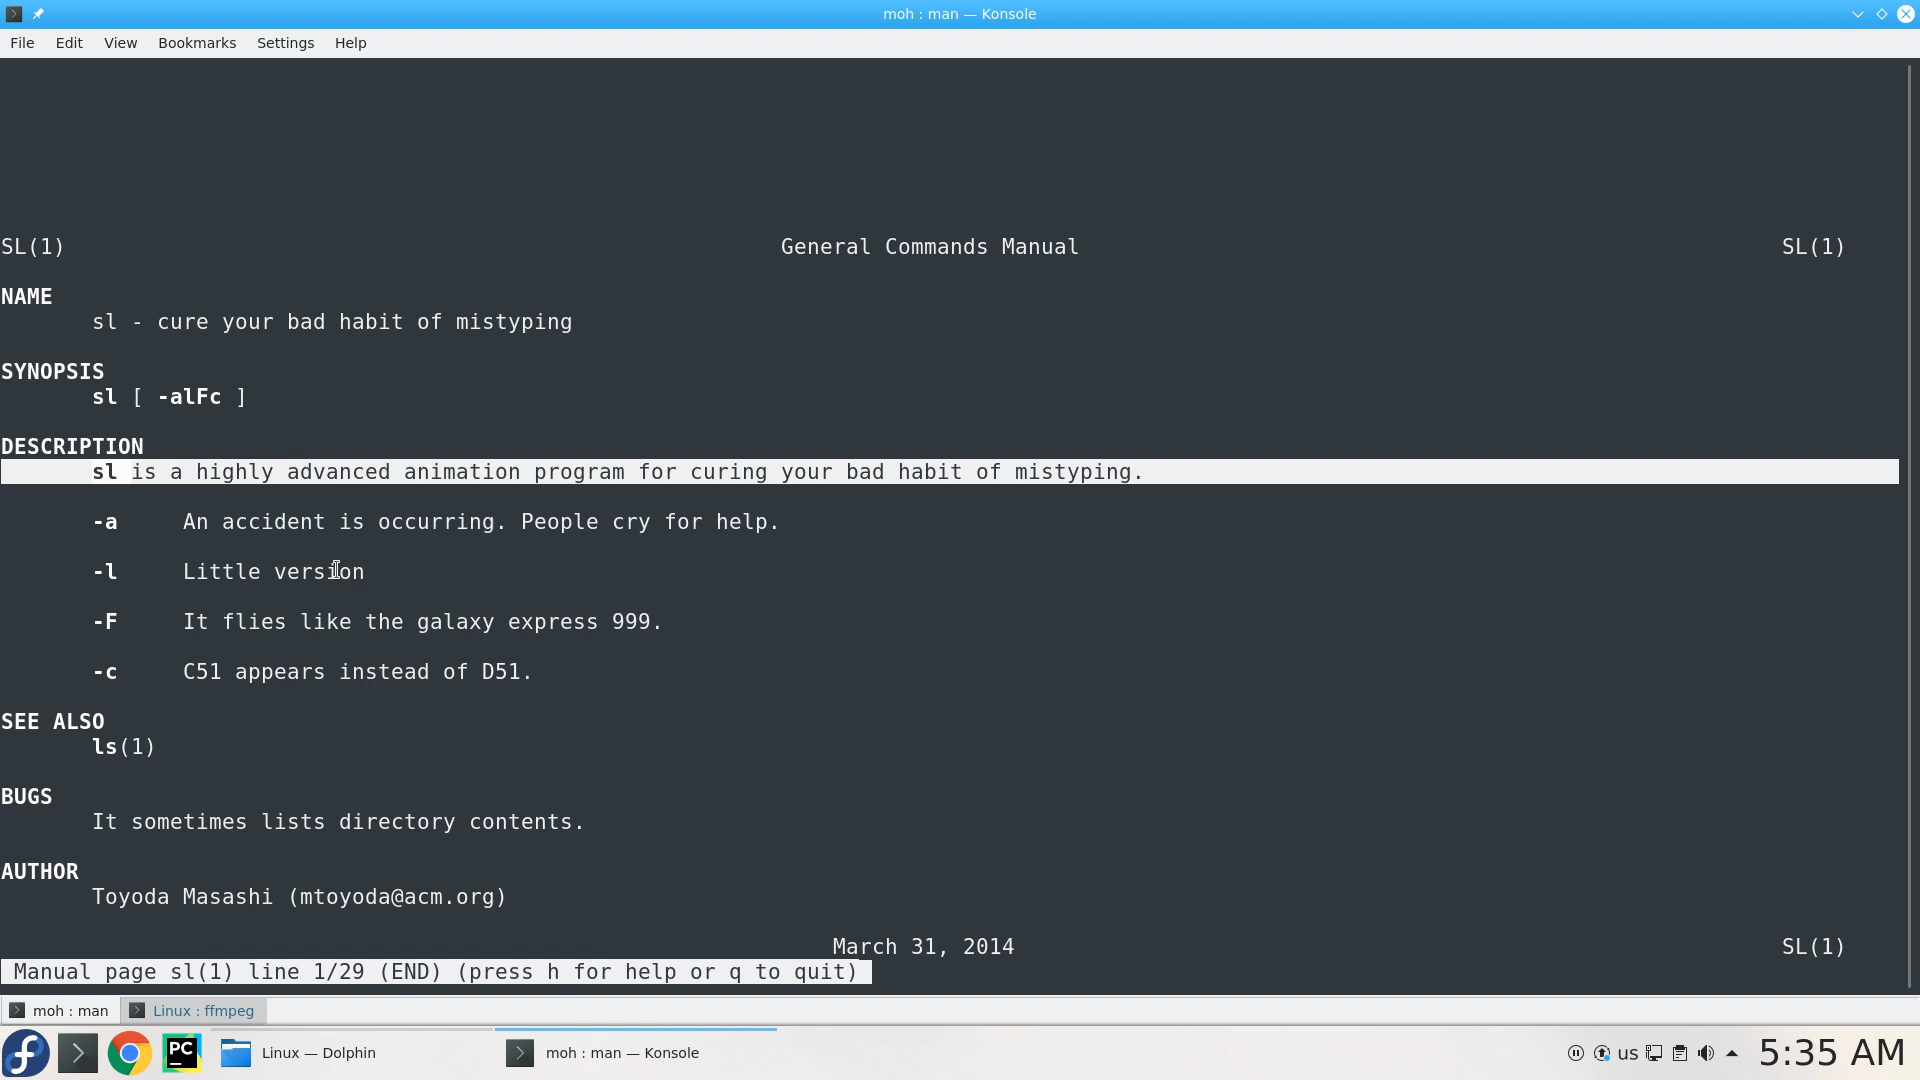 moh : man — Konsole
File Edit View Bookmarks Settings Help
SL(1) General Commands Manual SL(1)
NAME
sl - cure your bad habit of mistyping
SYNOPSIS
sl [ -alFc ]
DESCRIPTION
sl is a highly advanced animation program for curing your bad habit of mistyping.
-a An accident is occurring. People cry for help.
-l Little version
-F It flies like the galaxy express 999.
-c C51 appears instead of D51.
SEE ALSO
ls(1)
BUGS
It sometimes lists directory contents.
AUTHOR
Toyoda Masashi (mtoyoda@acm.org)
March 31, 2014 SL(1)
Manual page sl(1) line 1/29 (END) (press h for help or q to quit)
moh : man Linux : ffmpeg
PC Linux — Dolphin moh : man — Konsole us 5:35 AM